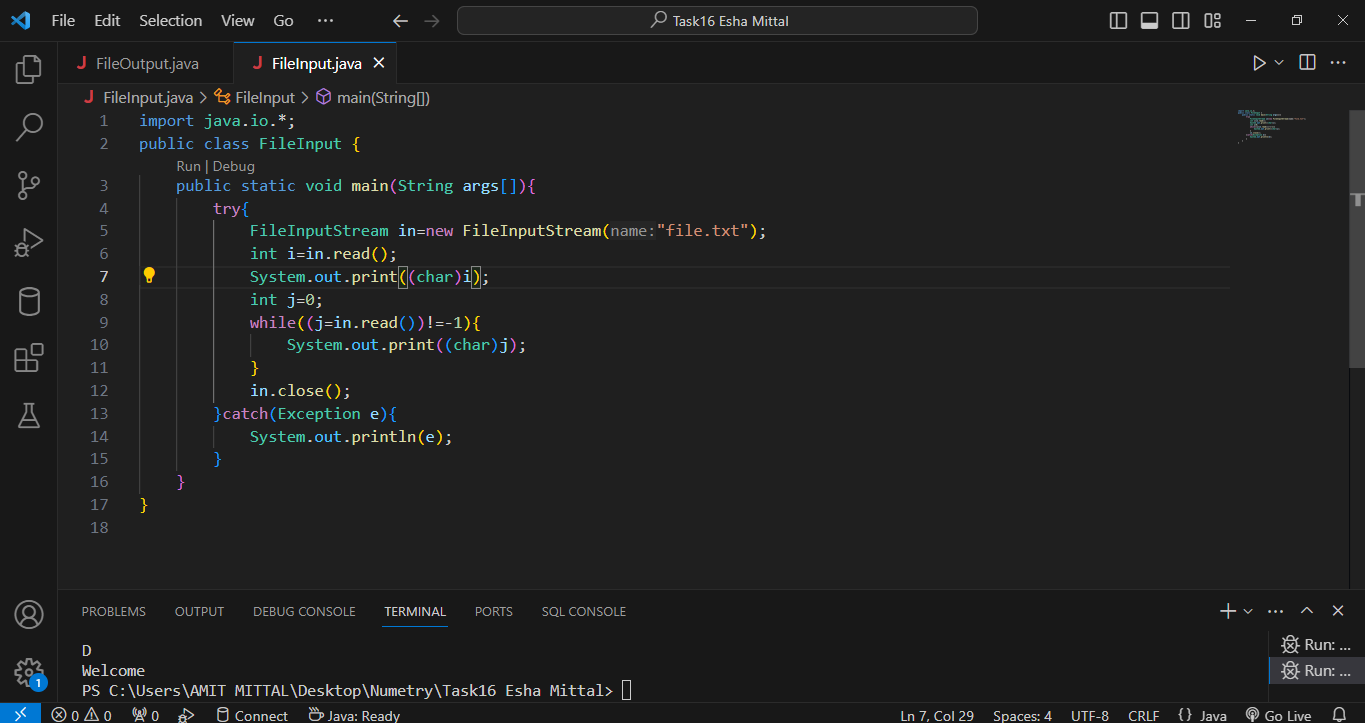 File Edit Selection View Go ··· Task16 Esha Mittal
J FileOutput.java J FileInput.java
J FileInput.java > FileInput > main(String[])
1 import java.io.*;
2 public class FileInput {
Run | Debug
3 public static void main(String args[]){
4 try{
5 FileInputStream in=new FileInputStream(name:"file.txt");
6 int i=in.read();
7 System.out.print((char)i);
8 int j=0;
9 while((j=in.read())!=-1){
10 System.out.print((char)j);
11 }
12 in.close();
13 }catch(Exception e){
14 System.out.println(e);
15 }
16 }
17 }
18
PROBLEMS OUTPUT DEBUG CONSOLE TERMINAL PORTS SQL CONSOLE
D
Welcome
PS C:\Users\AMIT MITTAL\Desktop\Numetry\Task16 Esha Mittal>
Run: ...
Run: ...
1
0 0 0 Connect Java: Ready Ln 7, Col 29 Spaces: 4 UTF-8 CRLF {} Java Go Live